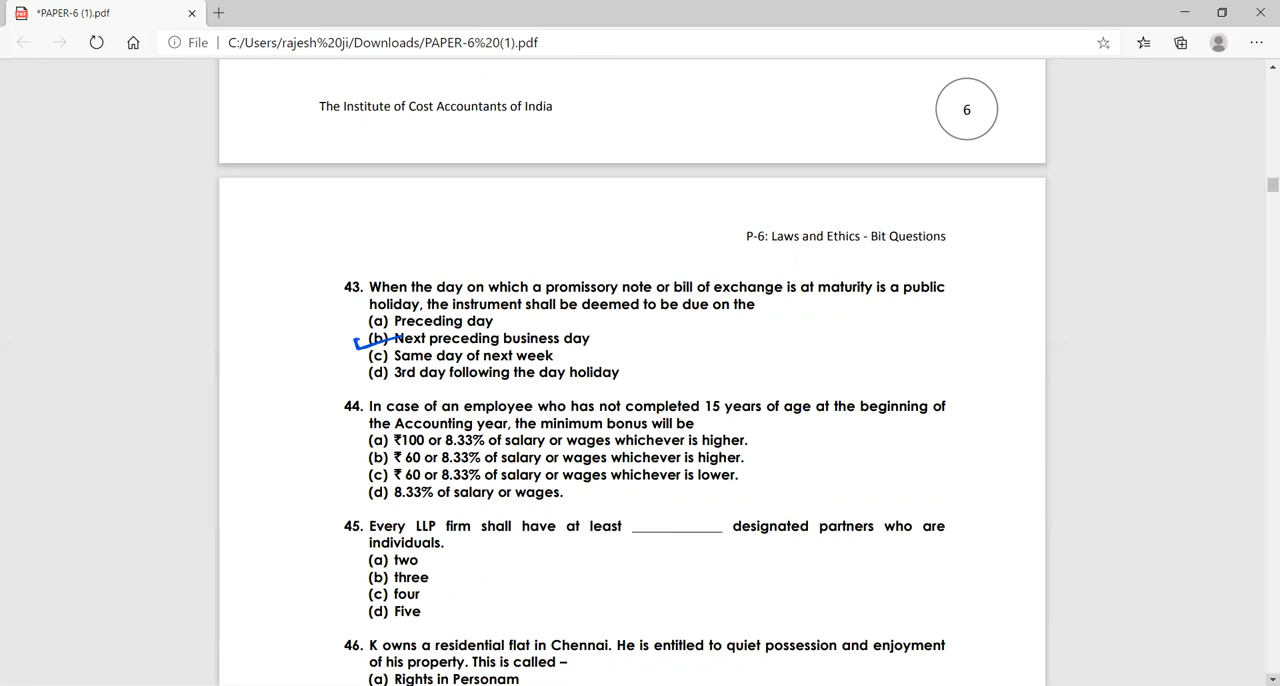 *PAPER-6 (1).pdf
File | C:/Users/rajesh%20ji/Downloads/PAPER-6%20(1).pdf
The Institute of Cost Accountants of India
6
P-6: Laws and Ethics - Bit Questions
43. When the day on which a promissory note or bill of exchange is at maturity is a public
holiday, the instrument shall be deemed to be due on the
(a) Preceding day
(b) Next preceding business day
(c) Same day of next week
(d) 3rd day following the day holiday
44. In case of an employee who has not completed 15 years of age at the beginning of
the Accounting year, the minimum bonus will be
(a) ₹100 or 8.33% of salary or wages whichever is higher.
(b) ₹ 60 or 8.33% of salary or wages whichever is higher.
(c) ₹ 60 or 8.33% of salary or wages whichever is lower.
(d) 8.33% of salary or wages.
45. Every LLP firm shall have at least ___________ designated partners who are
individuals.
(a) two
(b) three
(c) four
(d) Five
46. K owns a residential flat in Chennai. He is entitled to quiet possession and enjoyment
of his property. This is called –
(a) Rights in Personam